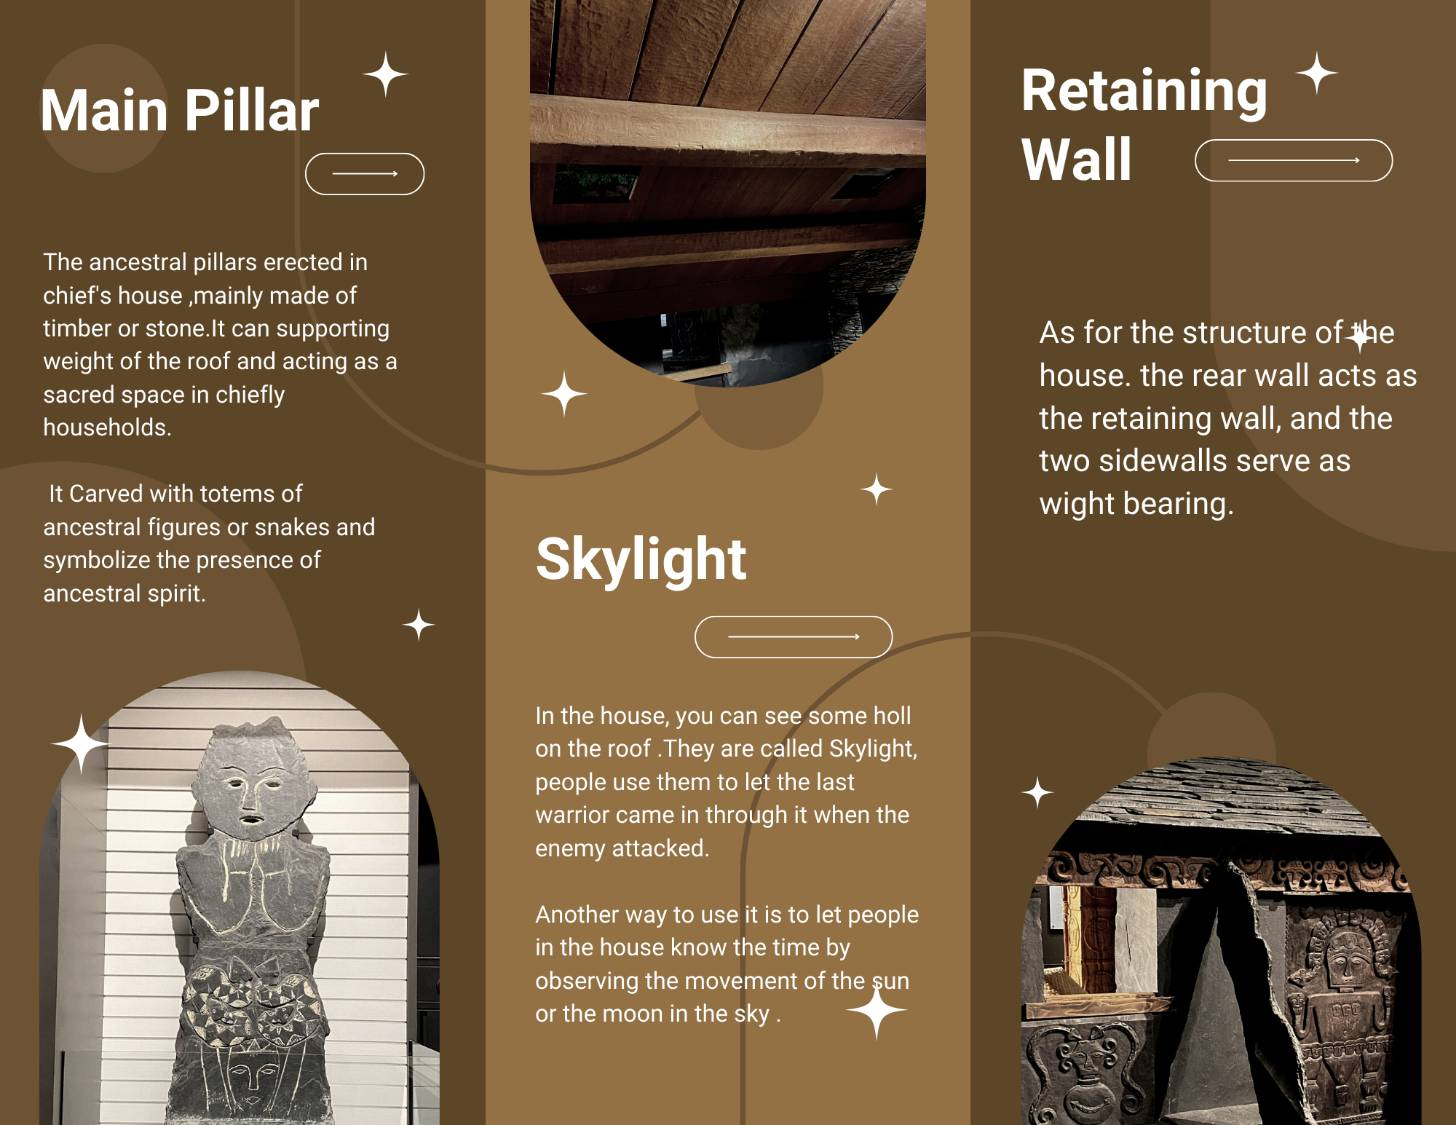 Main Pillar
The ancestral pillars erected in
chief's house ,mainly made of
timber or stone.It can supporting
weight of the roof and acting as a
sacred space in chiefly
households.
It Carved with totems of
ancestral figures or snakes and
symbolize the presence of
ancestral spirit.
Skylight
In the house, you can see some holl
on the roof .They are called Skylight,
people use them to let the last
warrior came in through it when the
enemy attacked.
Another way to use it is to let people
in the house know the time by
observing the movement of the sun
or the moon in the sky .
Retaining
Wall
As for the structure of the
house. the rear wall acts as
the retaining wall, and the
two sidewalls serve as
wight bearing.